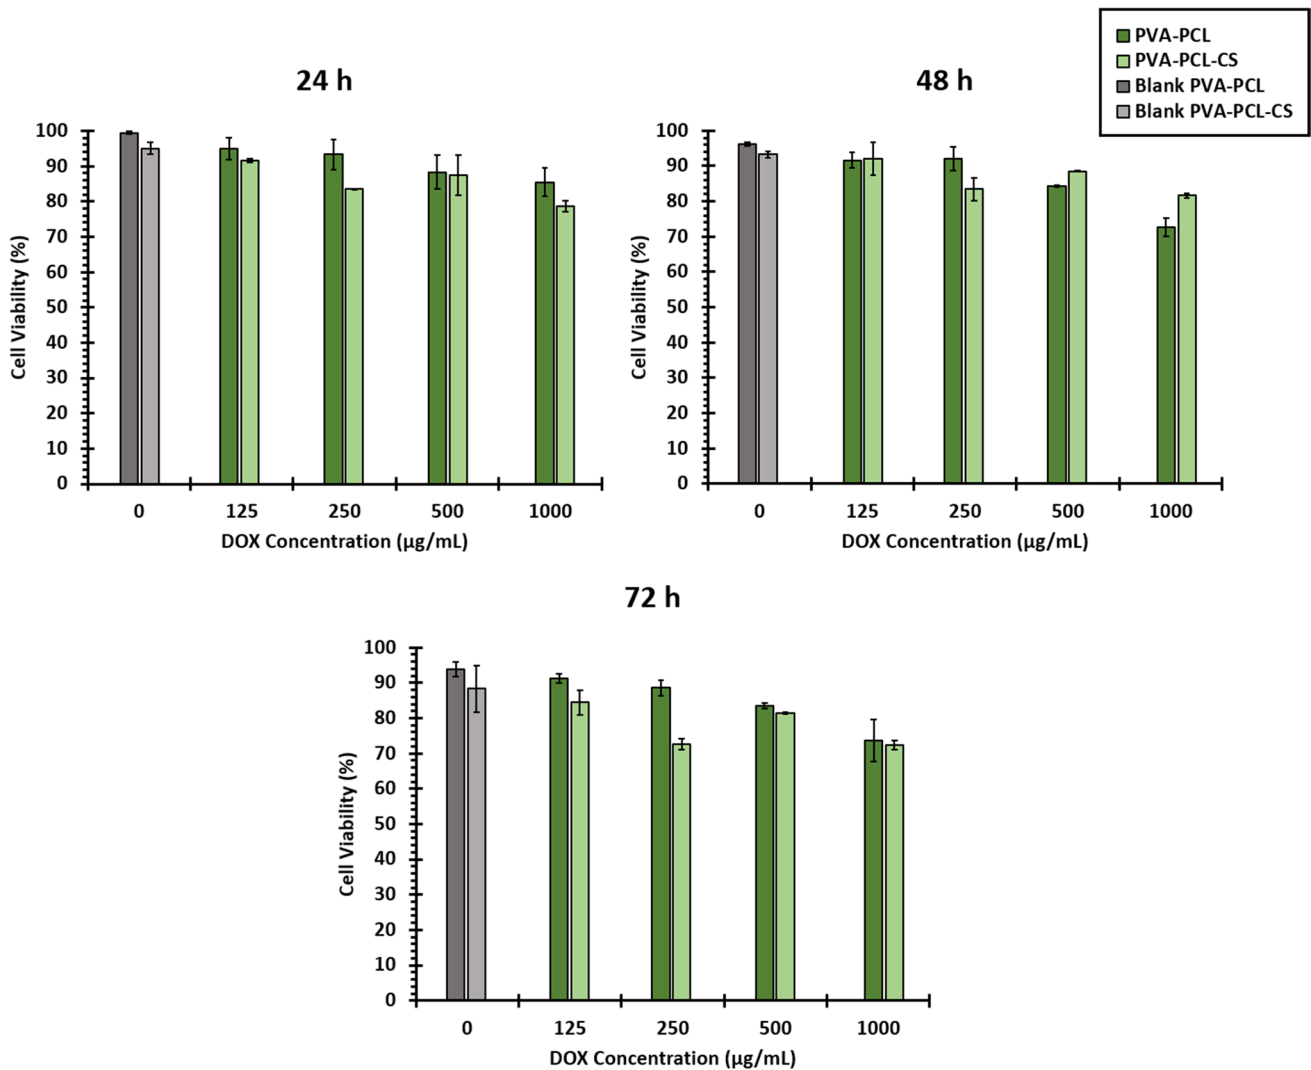 PVA-PCL
PVA-PCL-CS
Blank PVA-PCL
Blank PVA-PCL-CS
24 h
Cell Viability (%)
100
90
80
70
60
50
40
30
20
10
0
0 125 250 500 1000
DOX Concentration (µg/mL)
48 h
Cell Viability (%)
100
90
80
70
60
50
40
30
20
10
0
0 125 250 500 1000
DOX Concentration (µg/mL)
72 h
Cell Viability (%)
100
90
80
70
60
50
40
30
20
10
0
0 125 250 500 1000
DOX Concentration (µg/mL)